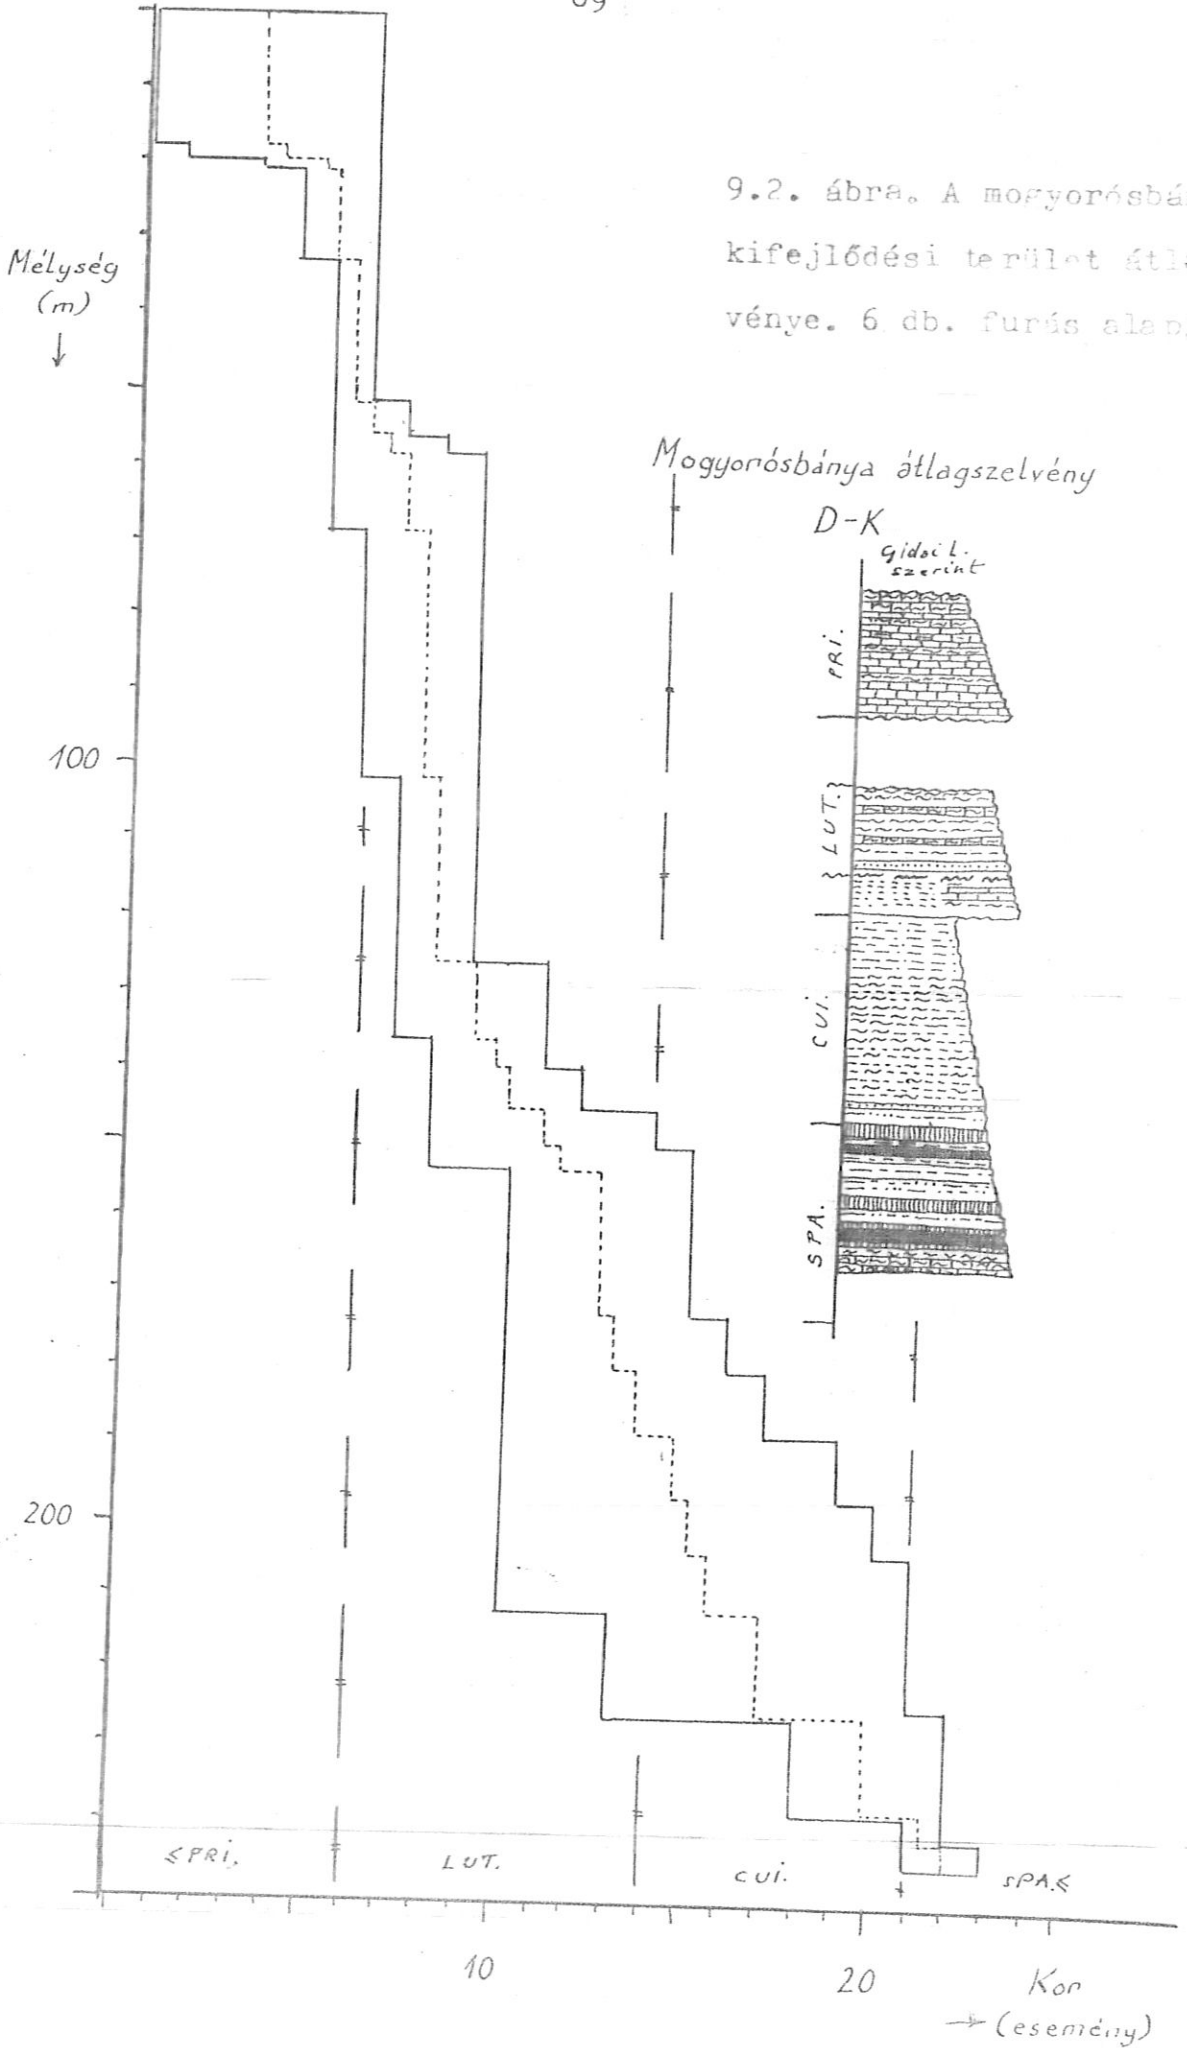 9.2. ábra. A mogyorósbá
kifejlődési terület átl
vénye. 6 db. furás alap
Mélység
(m)
Mogyorósbánya átlagszelvény
D-K
Gidai L.
szerint
PRI.
LUT.
CUI.
SPA.
100
200
≤PRI.
LUT.
CUI.
SPA.≤
10
20
Kor
(esemény)